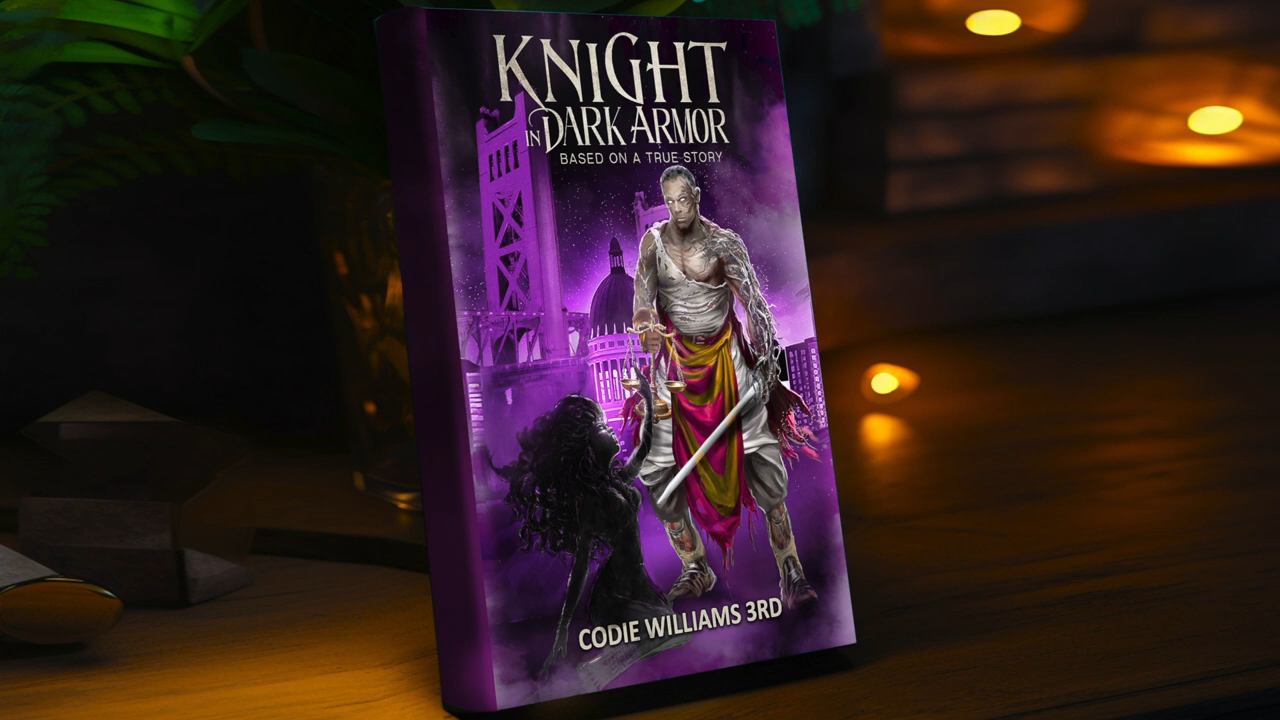 KNIGHT
IN DARK ARMOR
BASED ON A TRUE STORY
CODIE WILLIAMS 3RD